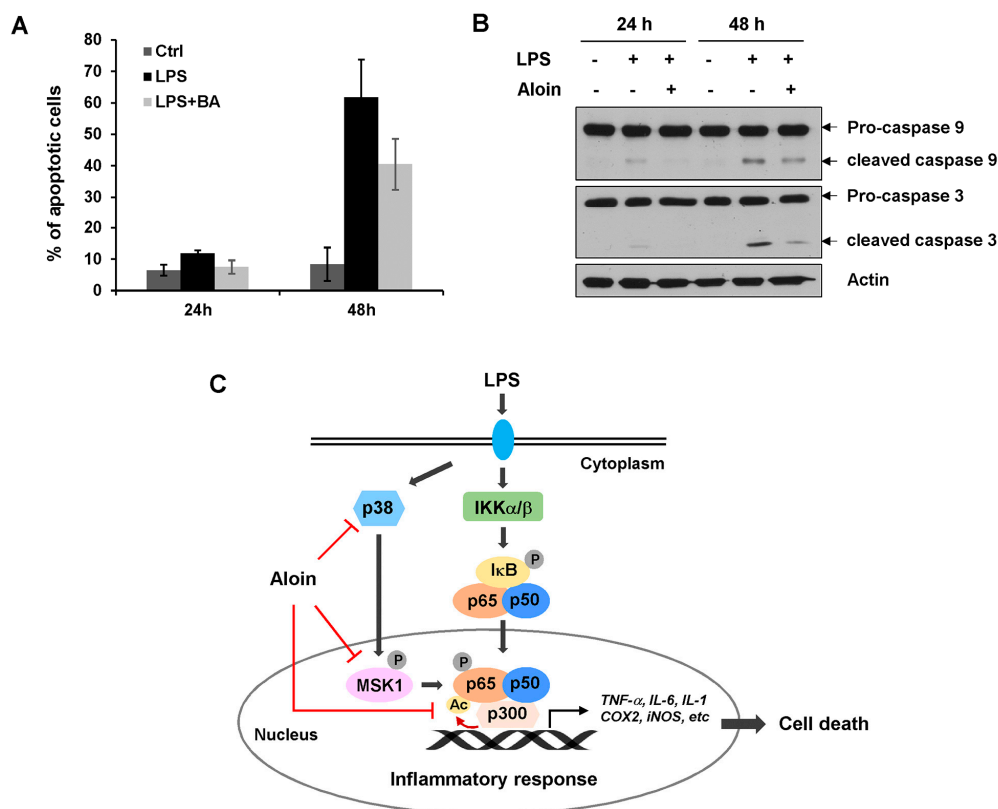 A
% of apoptotic cells
80
70
60
50
40
30
20
10
0
Ctrl
LPS
LPS+BA
24h
48h
B
24 h 48 h
LPS - + + - + +
Aloin - - + - - +
Pro-caspase 9
cleaved caspase 9
Pro-caspase 3
cleaved caspase 3
Actin
C
LPS
Cytoplasm
p38
IKKα/β
P
IκB
Aloin
p65 p50
P
MSK1
P
p65 p50
Ac
p300
TNF-α, IL-6, IL-1
COX2, iNOS, etc
Cell death
Nucleus
Inflammatory response